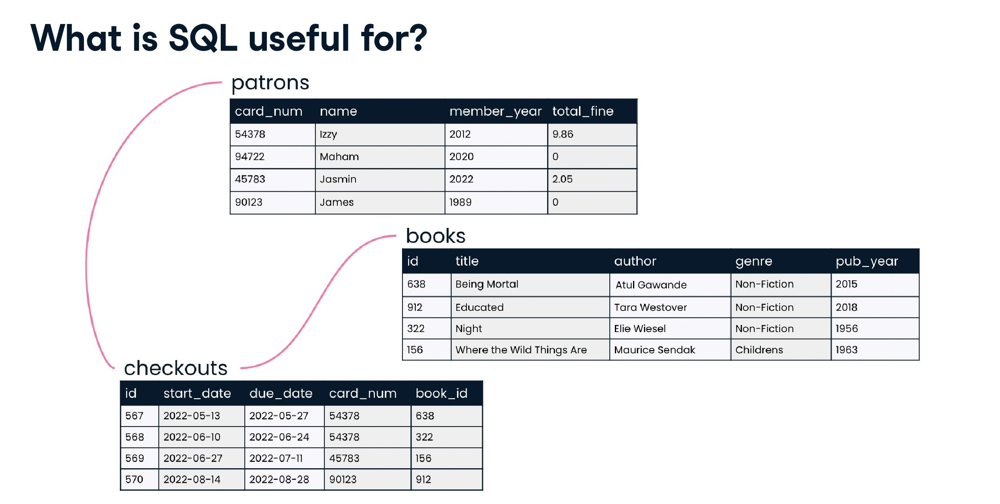 What is SQL useful for?
patrons
card_num name member_year total_fine
54378 Izzy 2012 9.86
94722 Maham 2020 0
45783 Jasmin 2022 2.05
90123 James 1989 0
books
id title author genre pub_year
638 Being Mortal Atul Gawande Non-Fiction 2015
912 Educated Tara Westover Non-Fiction 2018
322 Night Elie Wiesel Non-Fiction 1956
156 Where the Wild Things Are Maurice Sendak Childrens 1963
checkouts
id start_date due_date card_num book_id
567 2022-05-13 2022-05-27 54378 638
568 2022-06-10 2022-06-24 54378 322
569 2022-06-27 2022-07-11 45783 156
570 2022-08-14 2022-08-28 90123 912